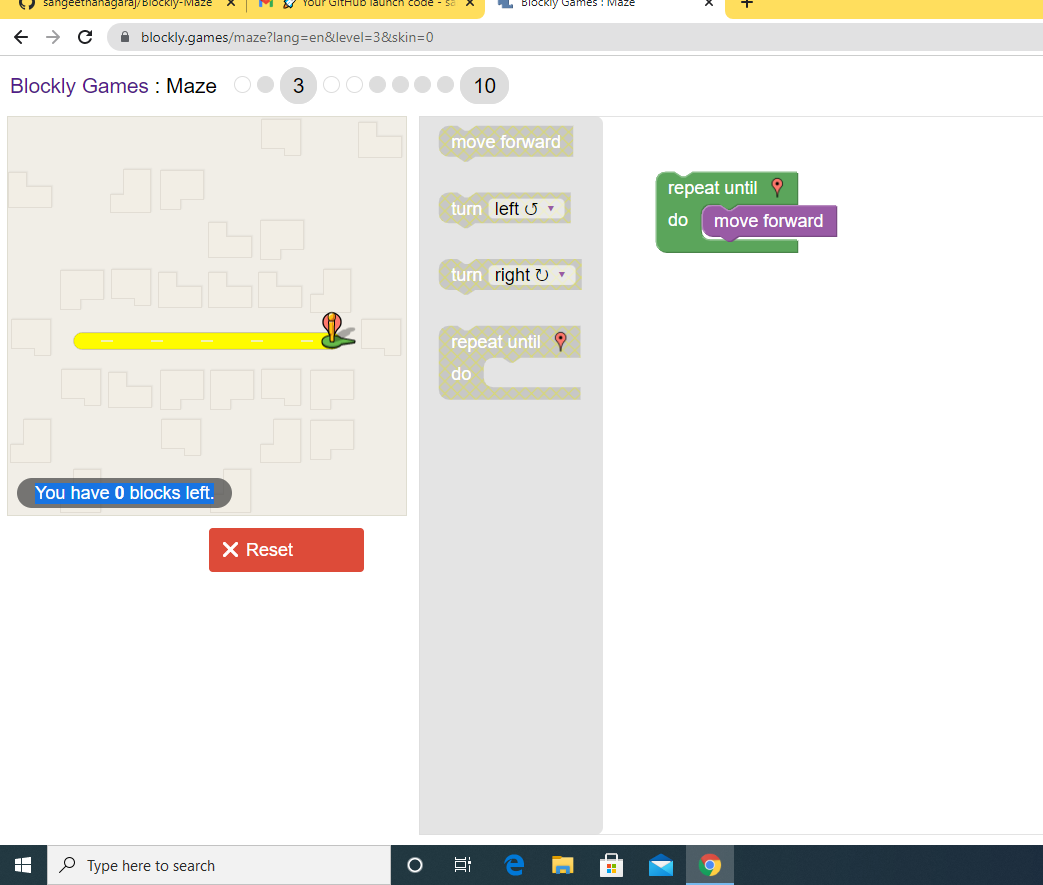 sangeethanagaraj/Blockly-Maze
Your GitHub launch code - sa
Blockly Games : Maze
blockly.games/maze?lang=en&level=3&skin=0
Blockly Games : Maze 3 10
move forward
turn left ↺ ▾
turn right ↻ ▾
repeat until
do
repeat until
do move forward
You have 0 blocks left.
Reset
Type here to search